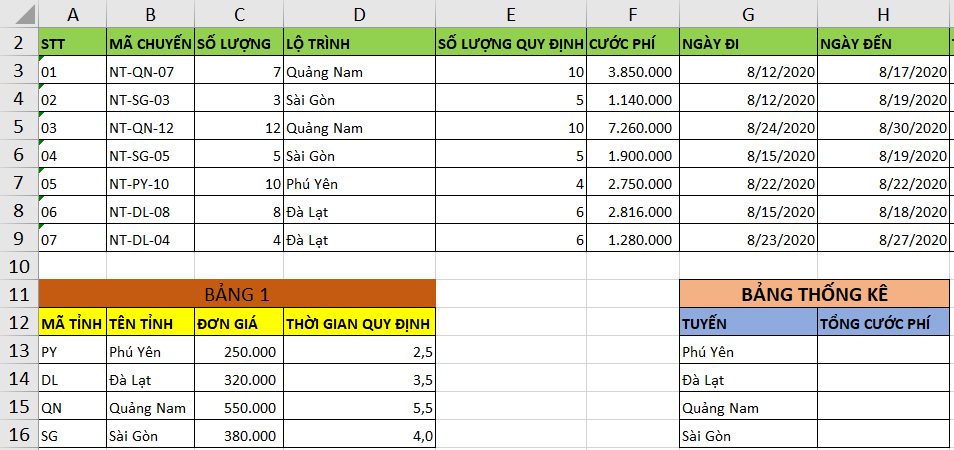 A B C D E F G H
2 STT MÃ CHUYẾN SỐ LƯỢNG LỘ TRÌNH SỐ LƯỢNG QUY ĐỊNH CƯỚC PHÍ NGÀY ĐI NGÀY ĐẾN
3 01 NT-QN-07 7 Quảng Nam 10 3.850.000 8/12/2020 8/17/2020
4 02 NT-SG-03 3 Sài Gòn 5 1.140.000 8/12/2020 8/19/2020
5 03 NT-QN-12 12 Quảng Nam 10 7.260.000 8/24/2020 8/30/2020
6 04 NT-SG-05 5 Sài Gòn 5 1.900.000 8/15/2020 8/19/2020
7 05 NT-PY-10 10 Phú Yên 4 2.750.000 8/22/2020 8/22/2020
8 06 NT-DL-08 8 Đà Lạt 6 2.816.000 8/15/2020 8/18/2020
9 07 NT-DL-04 4 Đà Lạt 6 1.280.000 8/23/2020 8/27/2020
10
11 BẢNG 1 BẢNG THỐNG KÊ
12 MÃ TỈNH TÊN TỈNH ĐƠN GIÁ THỜI GIAN QUY ĐỊNH TUYẾN TỔNG CƯỚC PHÍ
13 PY Phú Yên 250.000 2,5 Phú Yên
14 DL Đà Lạt 320.000 3,5 Đà Lạt
15 QN Quảng Nam 550.000 5,5 Quảng Nam
16 SG Sài Gòn 380.000 4,0 Sài Gòn